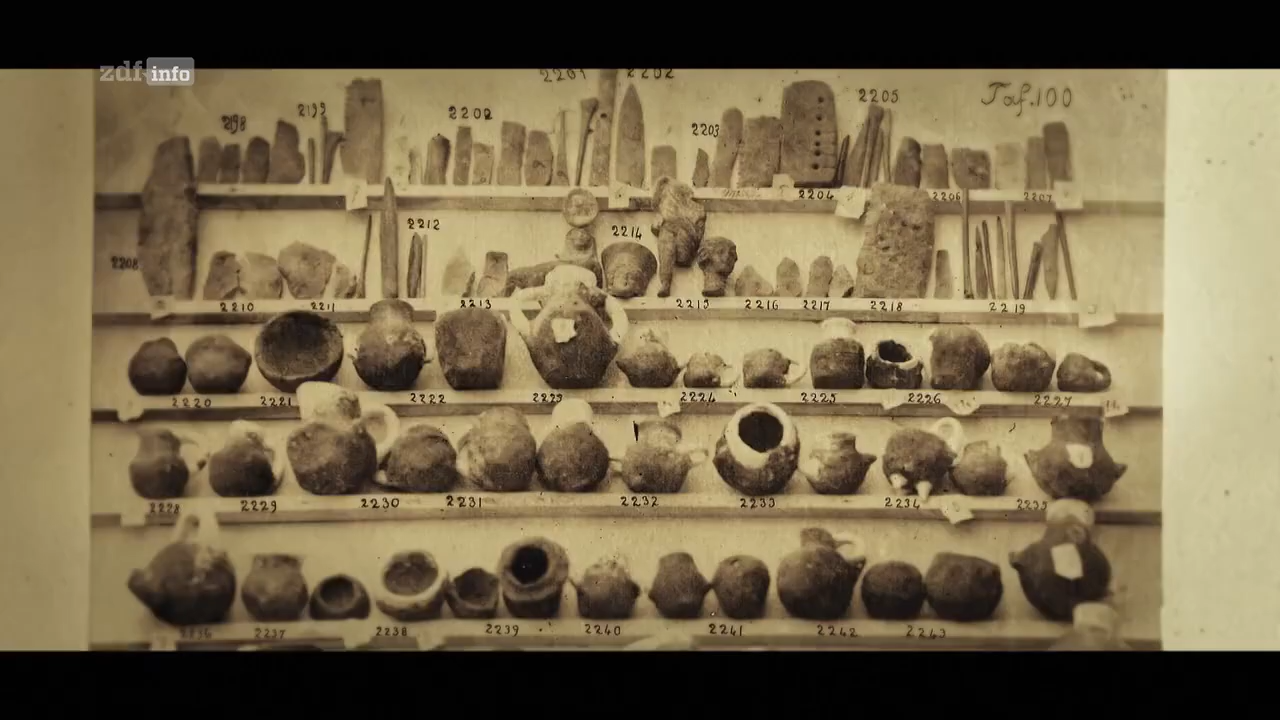 zdf info
2201 2202
Taf. 100
2198 2199 2200 2203 2205
2204 2206 2207
2208 2212 2214
2210 2211 2213 2215 2216 2217 2218 2219
2220 2221 2222 2223 2224 2225 2226 2227
2228 2229 2230 2231 2232 2233 2234 2235
2236 2237 2238 2239 2240 2241 2242 2243